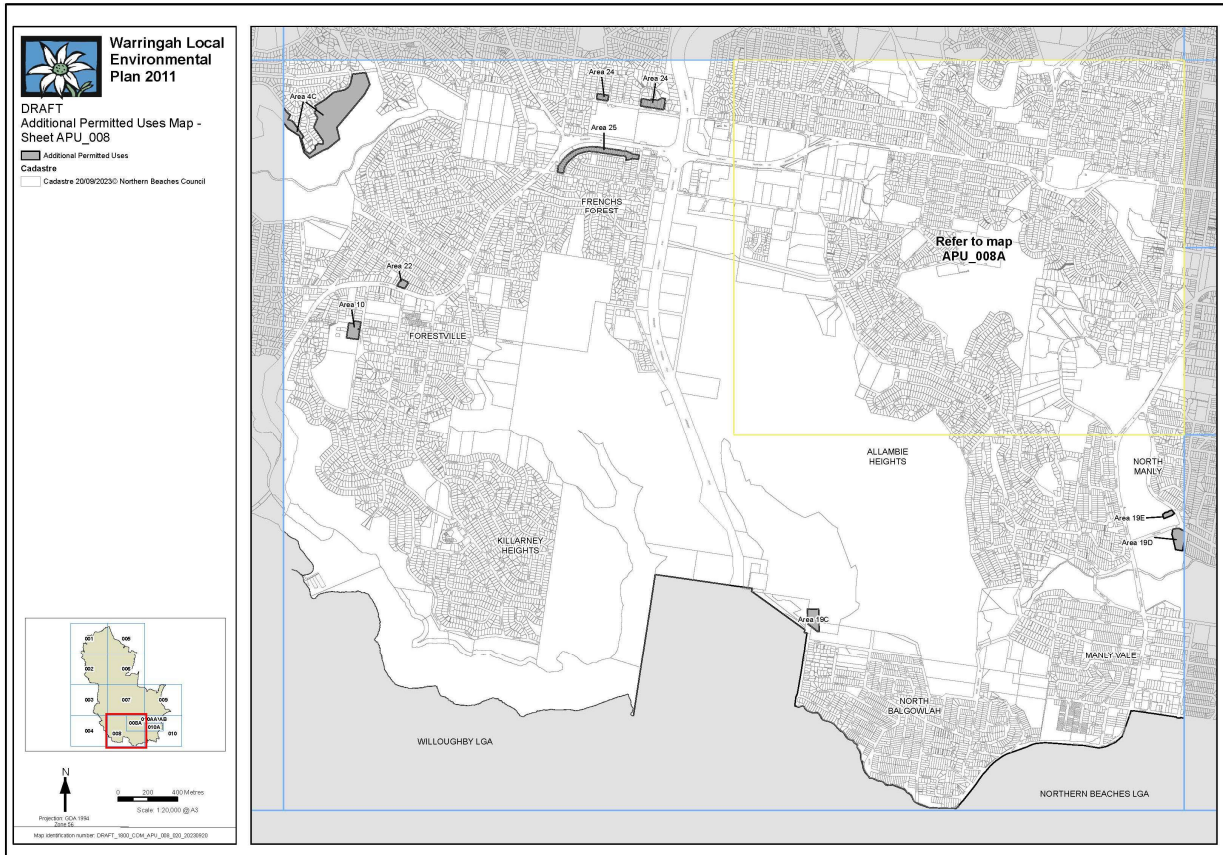 Warringah Local
Environmental
Plan 2011
DRAFT
Additional Permitted Uses Map -
Sheet APU_008
Additional Permitted Uses
Cadastre
Cadastre 20/09/2023© Northern Beaches Council
Area 4C
Area 24
Area 24
Area 25
FRENCHS
FOREST
Refer to map
APU_008A
Area 22
Area 10
FORESTVILLE
ALLAMBIE
HEIGHTS
NORTH
MANLY
Area 19E
Area 19D
KILLARNEY
HEIGHTS
Area 19C
MANLY VALE
NORTH
BALGOWLAH
WILLOUGHBY LGA
NORTHERN BEACHES LGA
001
002
003
007
004
008
008A
010A
010
N
0 200 400 Metres
Scale: 1:20,000 @ A3
Projection: GDA 1994
Zone 56
Map identification number: DRAFT_1800_COM_APU_008_020_20230920